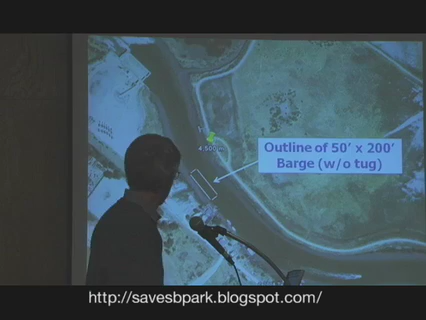 Outline of 50' x 200'
Barge (w/o tug)
http://savesbpark.blogspot.com/